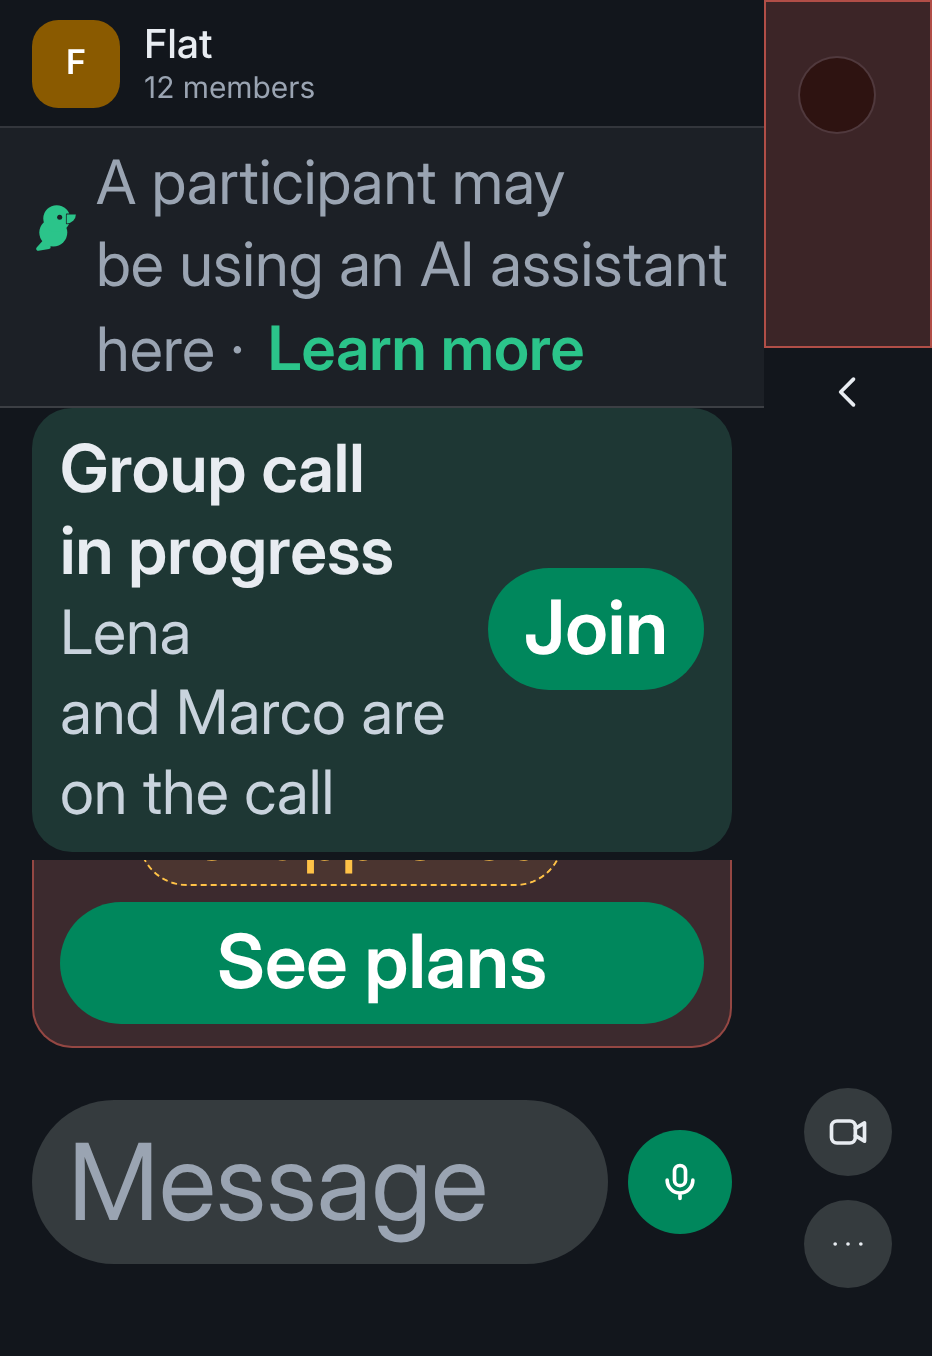 F
Flat
12 members
A participant may
be using an AI assistant
here · Learn more
Group call
in progress
Lena
and Marco are
on the call
Join
See plans
Message